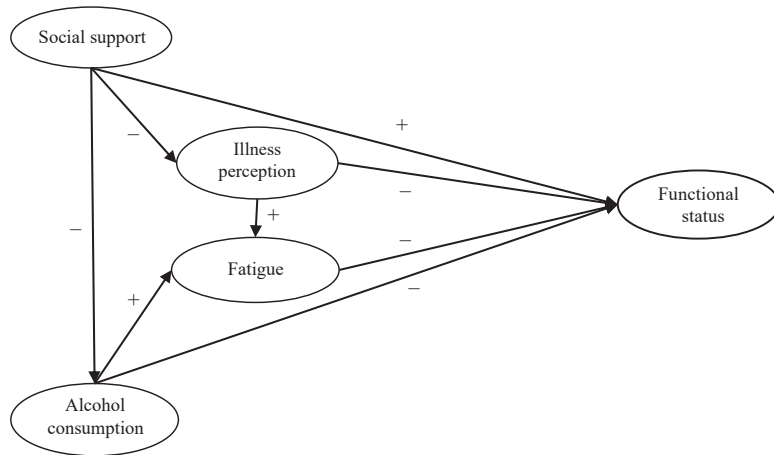 Social support
+
−
Illness
perception
−
Functional
status
+
−
−
Fatigue
+
−
Alcohol
consumption